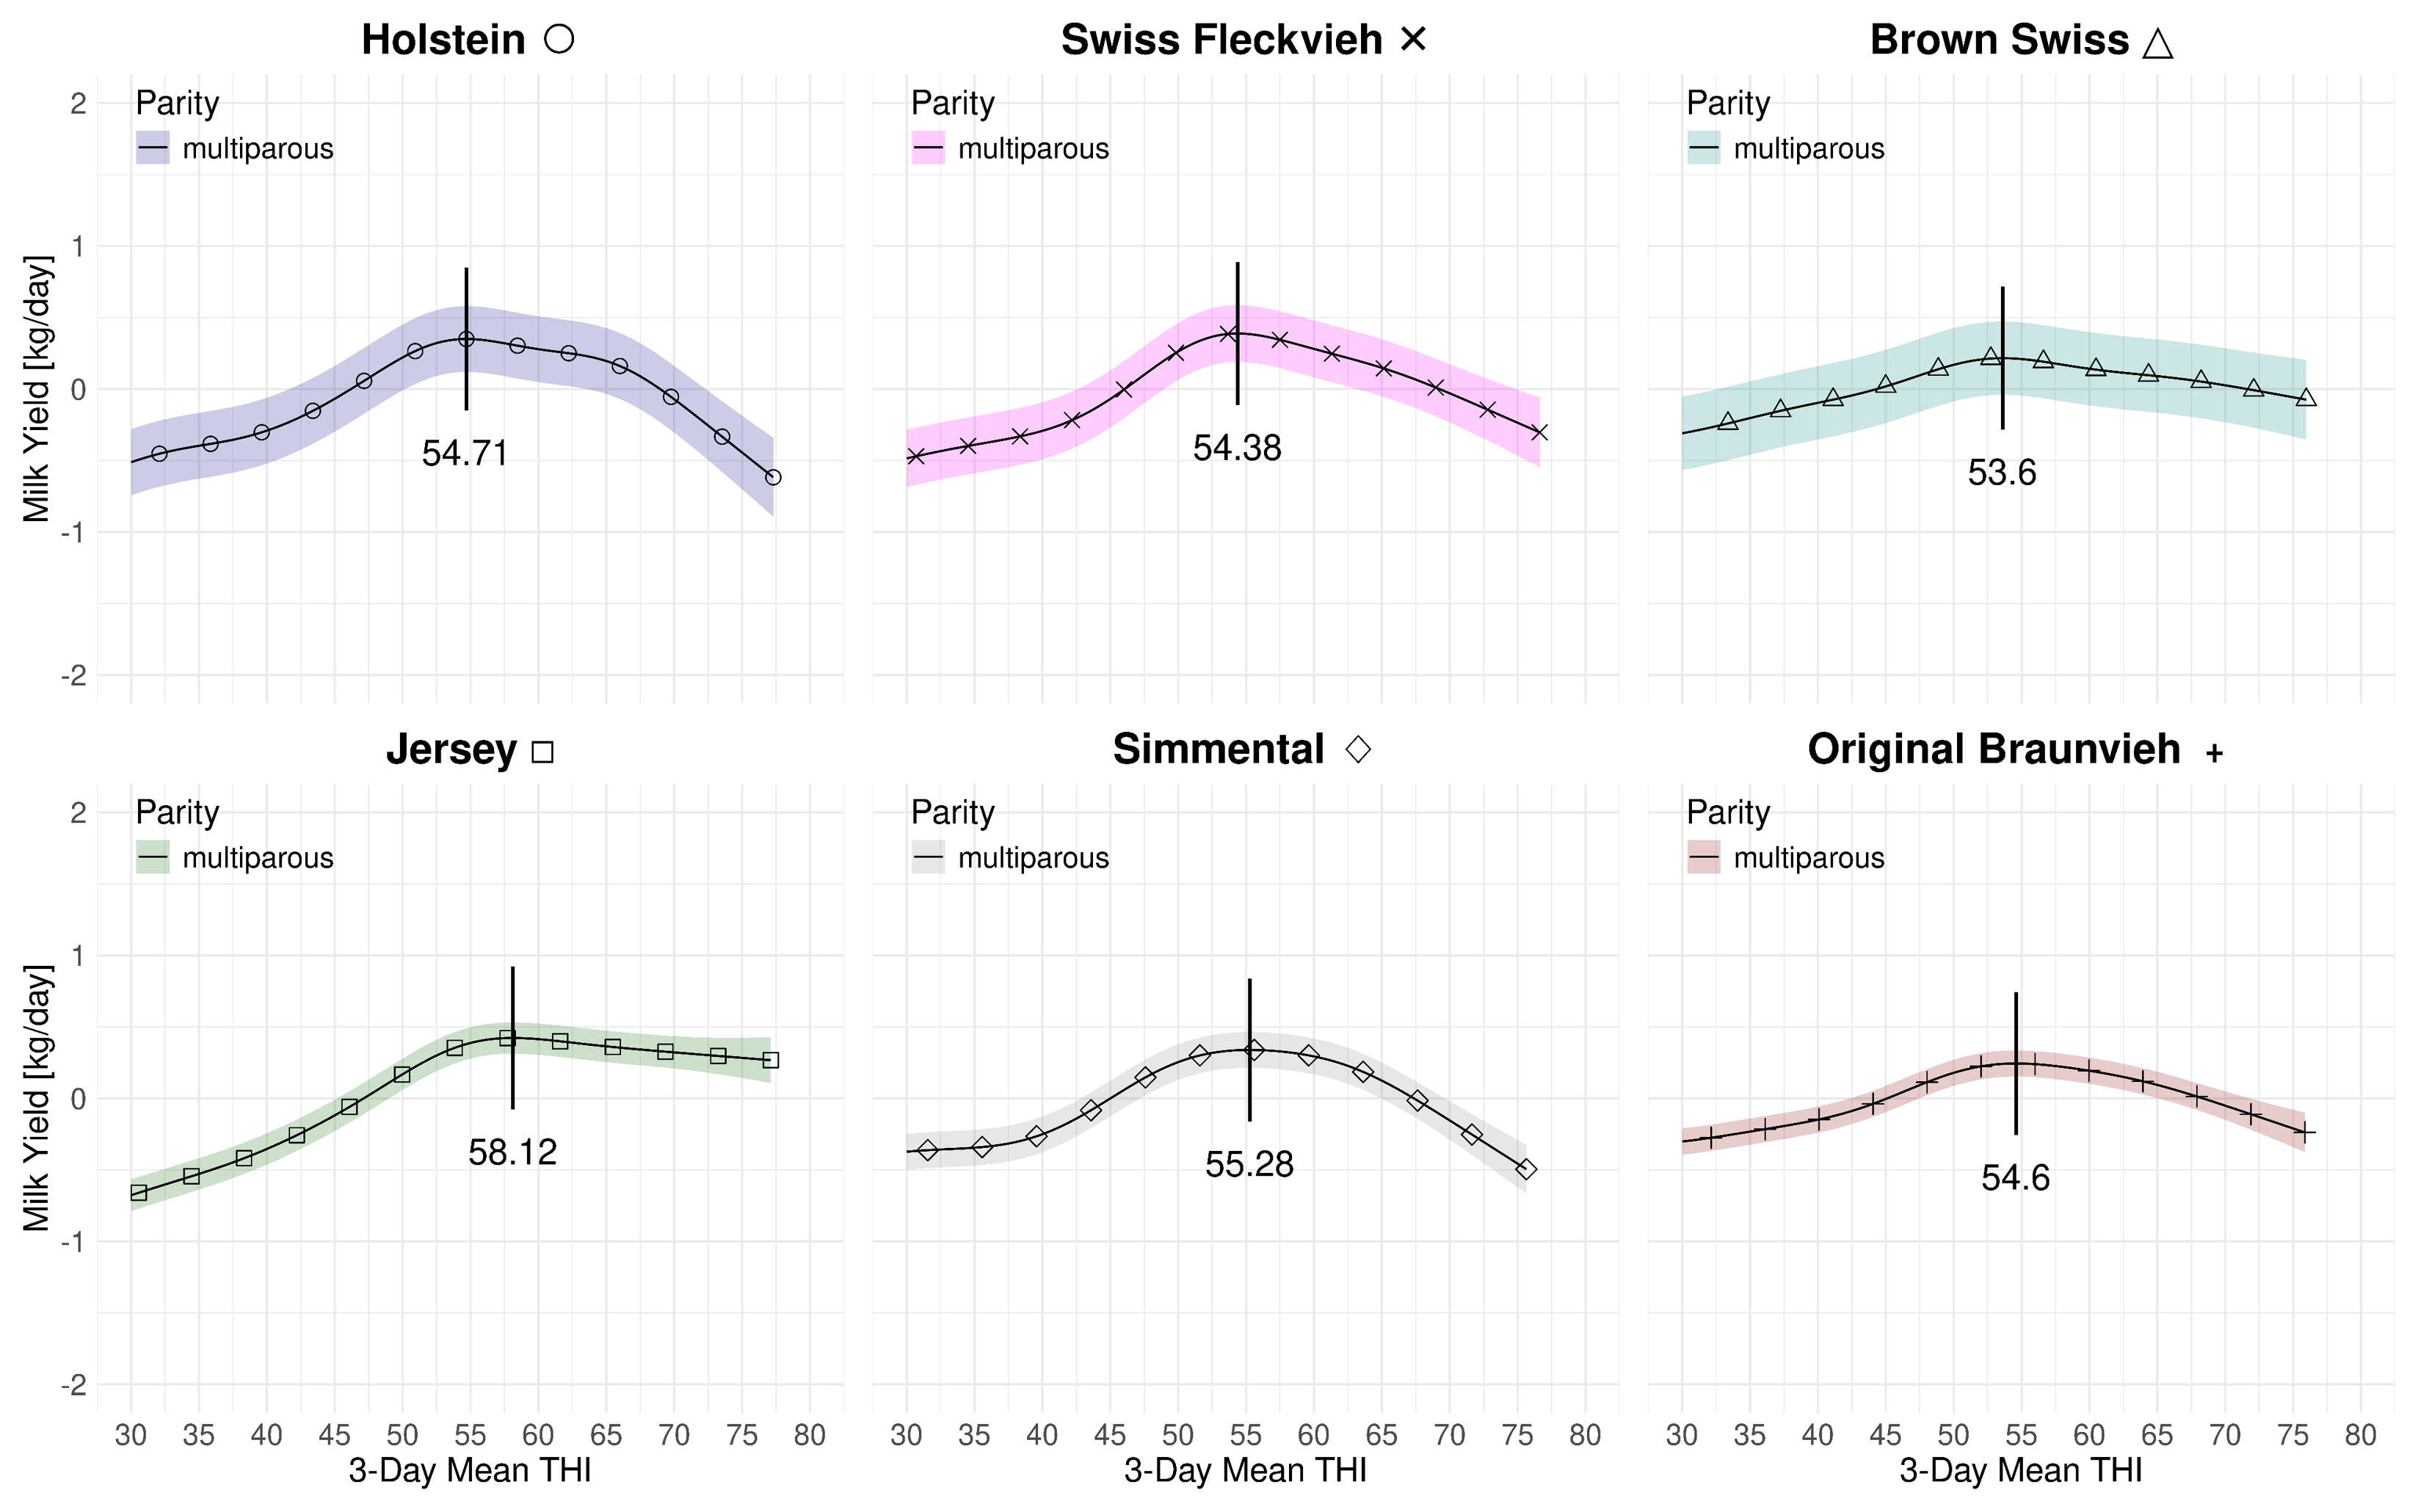 Holstein ○ Swiss Fleckvieh × Brown Swiss △
Parity Parity Parity
multiparous multiparous multiparous
2
1
0
-1
-2
Milk Yield [kg/day]
54.71 54.38 53.6
Jersey □ Simmental ◇ Original Braunvieh +
Parity Parity Parity
multiparous multiparous multiparous
2
1
0
-1
-2
Milk Yield [kg/day]
58.12 55.28 54.6
30 35 40 45 50 55 60 65 70 75 80 30 35 40 45 50 55 60 65 70 75 80 30 35 40 45 50 55 60 65 70 75 80
3-Day Mean THI 3-Day Mean THI 3-Day Mean THI